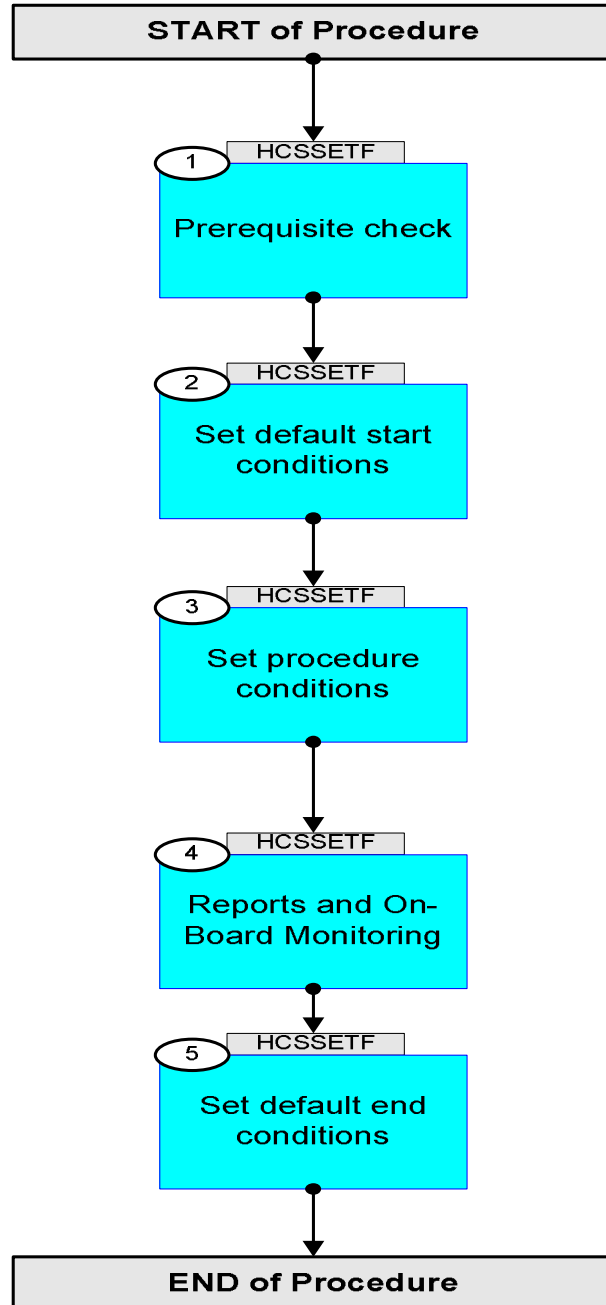 START of Procedure
HCSSETF
1
Prerequisite check
HCSSETF
2
Set default start
conditions
HCSSETF
3
Set procedure
conditions
HCSSETF
4
Reports and On-
Board Monitoring
HCSSETF
5
Set default end
conditions
END of Procedure